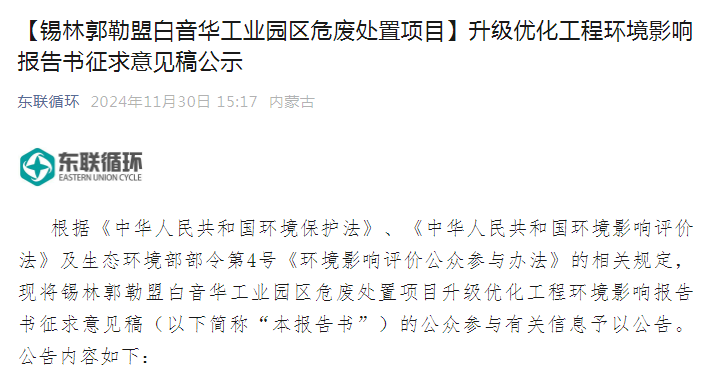 【锡林郭勒盟白音华工业园区危废处置项目】升级优化工程环境影响
报告书征求意见稿公示
东联循环 2024年11月30日 15:17 内蒙古
东联循环
EASTERN UNION CYCLE
根据《中华人民共和国环境保护法》、《中华人民共和国环境影响评价
法》及生态环境部部令第4号《环境影响评价公众参与办法》的相关规定，
现将锡林郭勒盟白音华工业园区危废处置项目升级优化工程环境影响报告
书征求意见稿（以下简称“本报告书”）的公众参与有关信息予以公告。
公告内容如下：